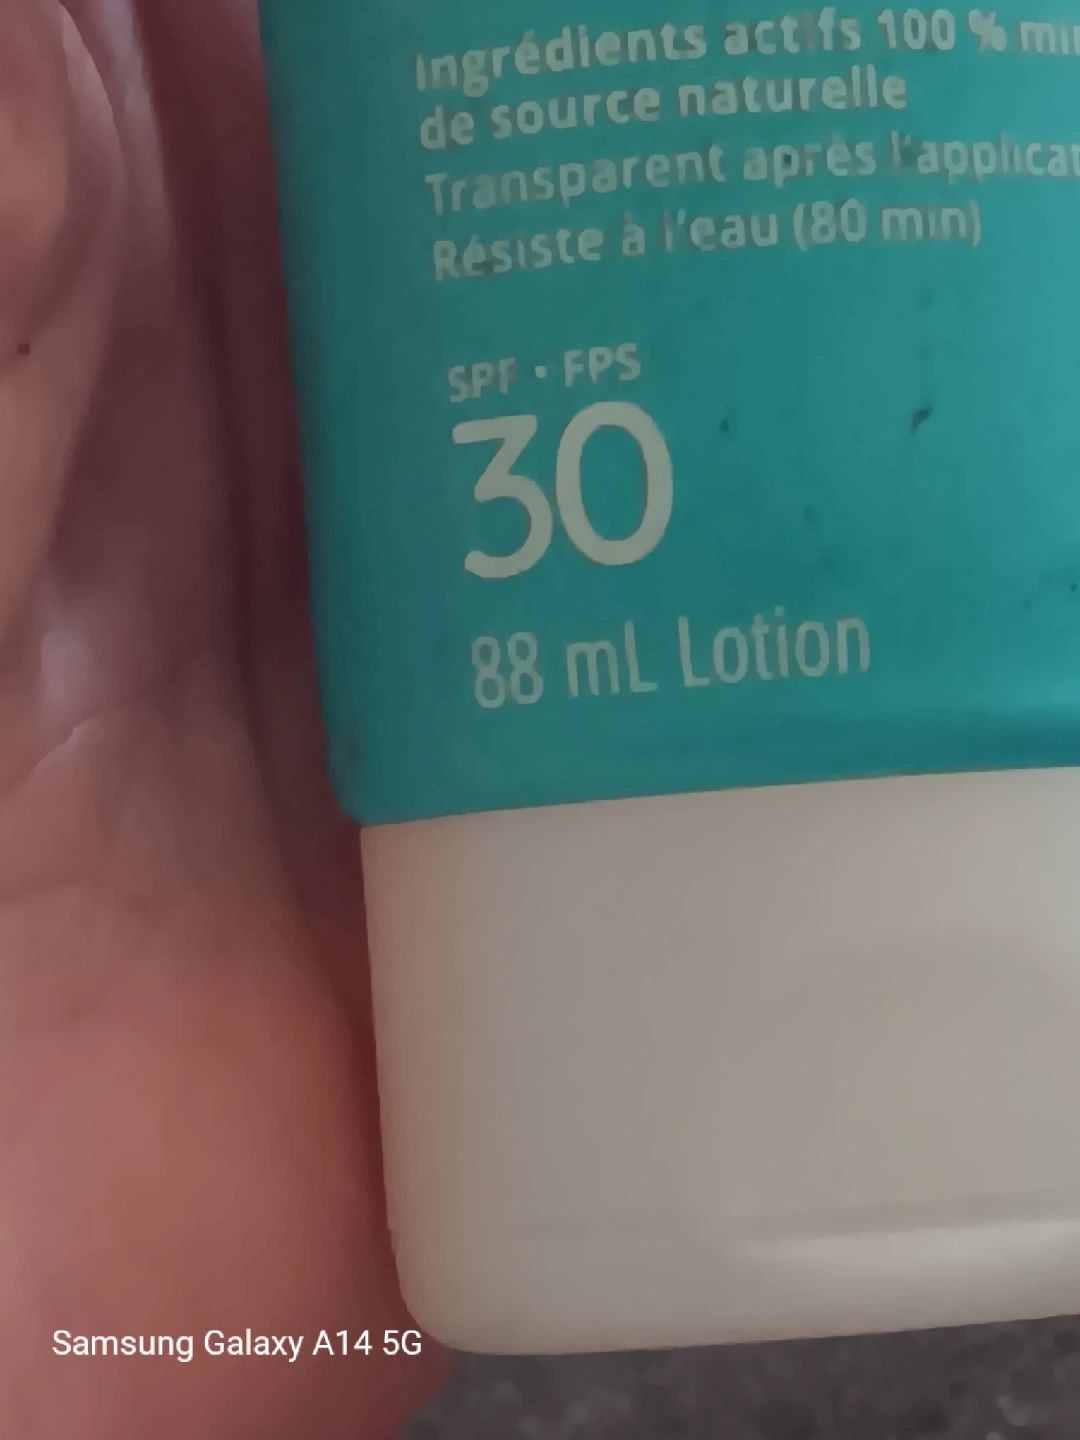 Ingrédients actifs 100 %
de source naturelle
Transparent après
Résiste à l'eau (80 min)
SPF · FPS
30
88 mL Lotion
Samsung Galaxy A14 5G